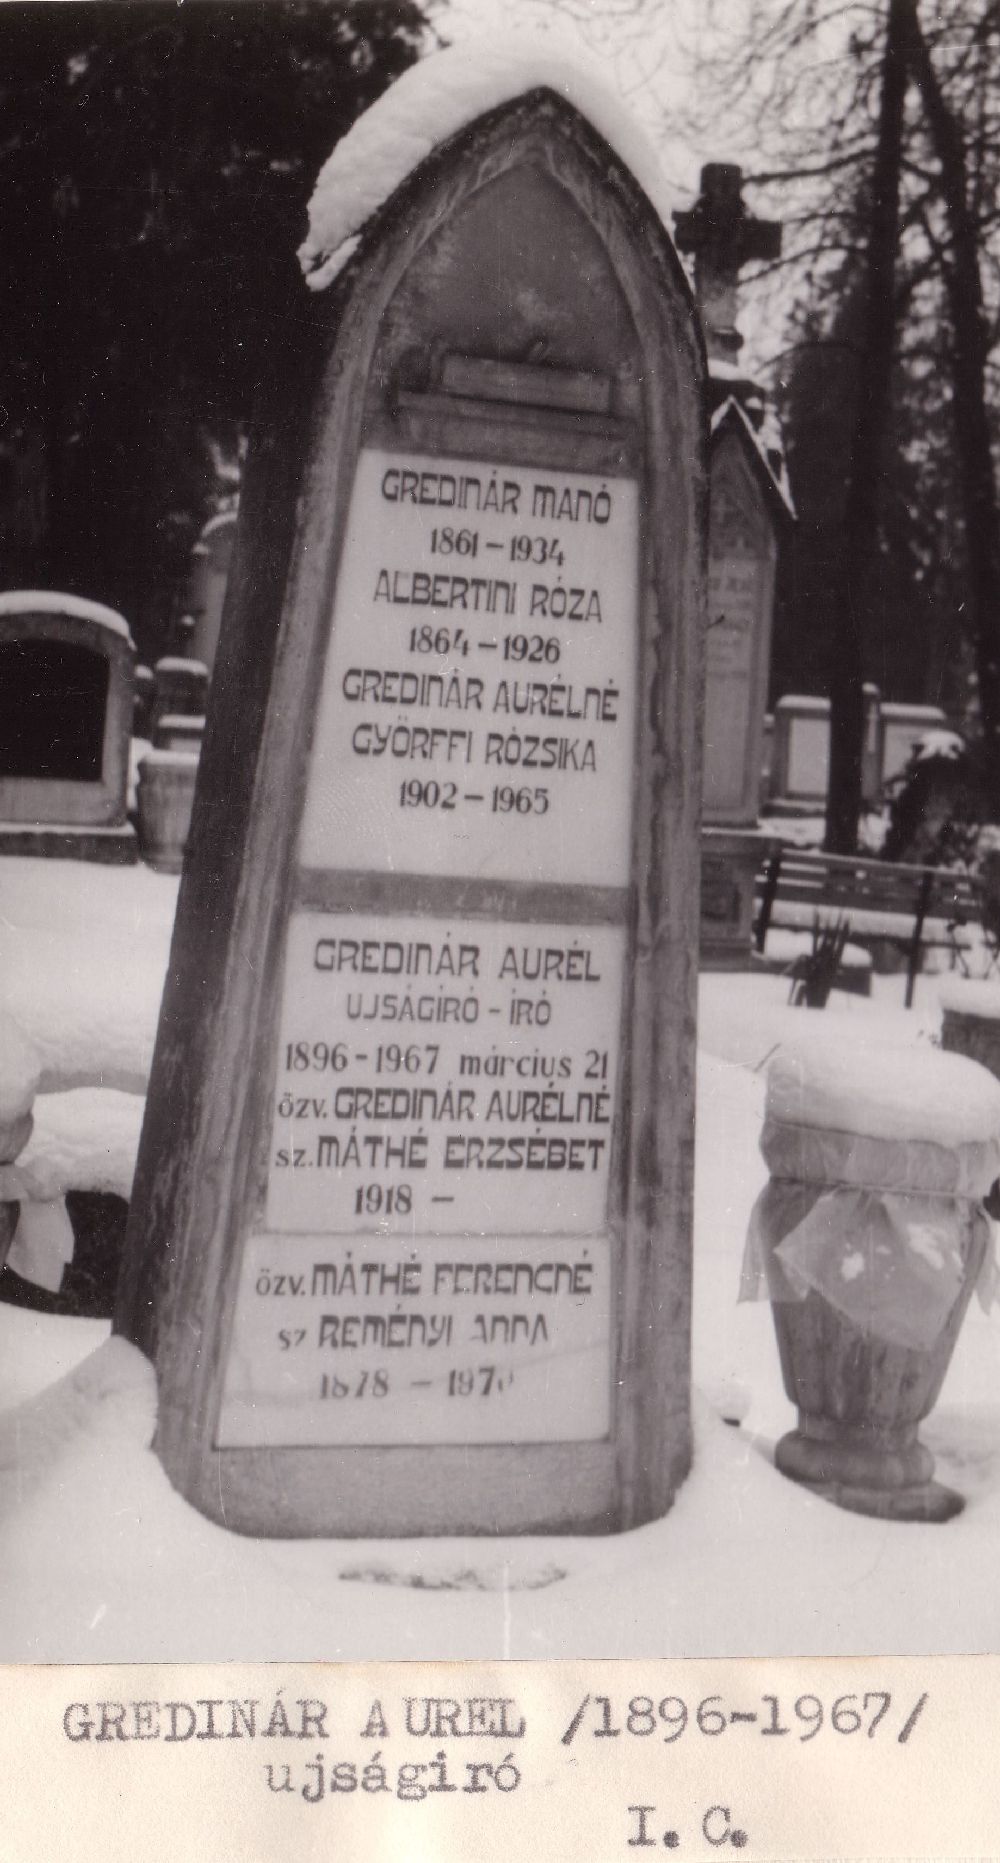 GREDINÁR MANÓ
1861 – 1934
ALBERTINI RÓZA
1864 – 1926
GREDINÁR AURÉLNÉ
GYÖRFFI RÓZSIKA
1902 – 1965
GREDINÁR AURÉL
UJSÁGIRÓ - ÍRÓ
1896 - 1967 március 21
özv. GREDINÁR AURÉLNÉ
sz. MÁTHÉ ERZSÉBET
1918 –
özv. MÁTHÉ FERENCNÉ
sz REMÉNYI ANNA
1878 –
GREDINÁR AUREL /1896-1967/
ujságiró
I. C.